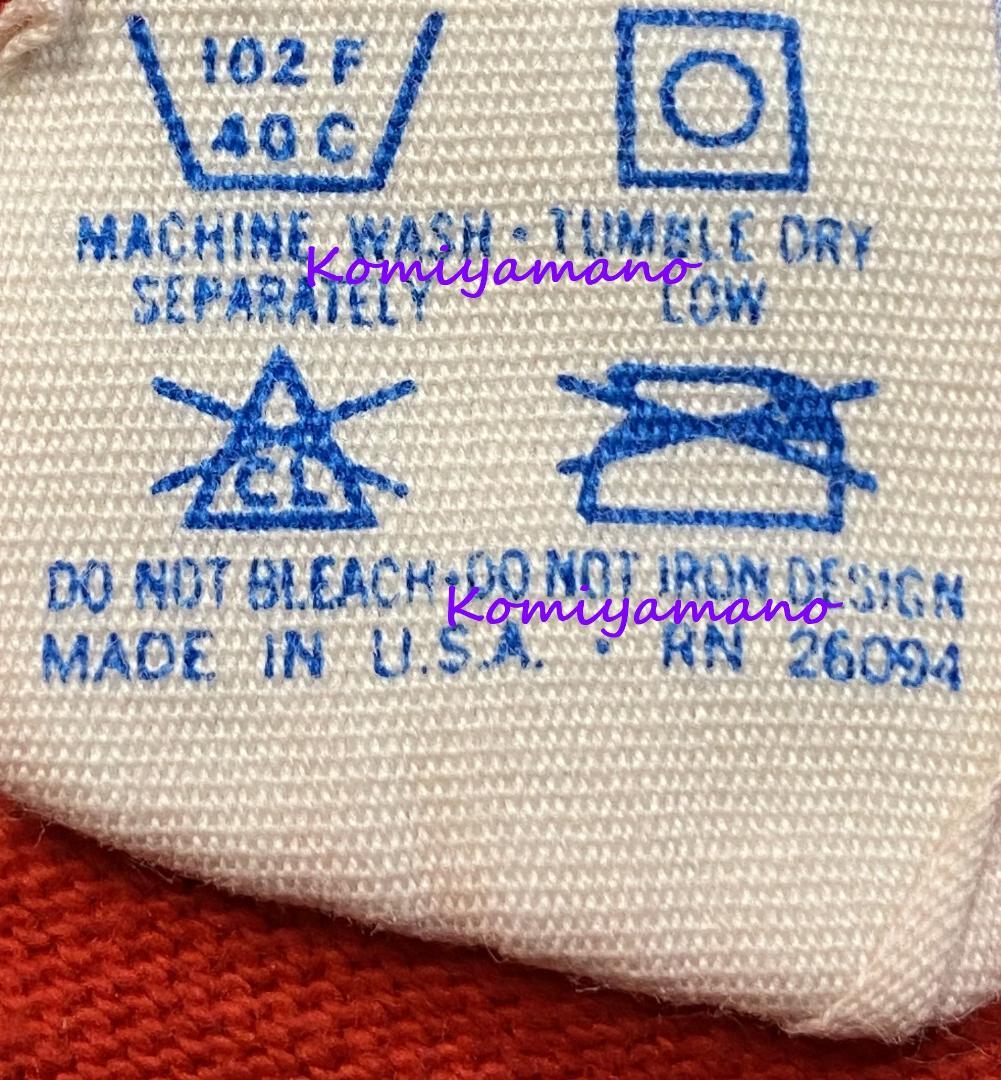 102 F
40 C
MACHINE WASH • TUMBLE DRY
Komiyamano
SEPARATELY LOW
CL
DO NOT BLEACH • DO NOT IRON DESIGN
Komiyamano
MADE IN U.S.A. • RN 26094